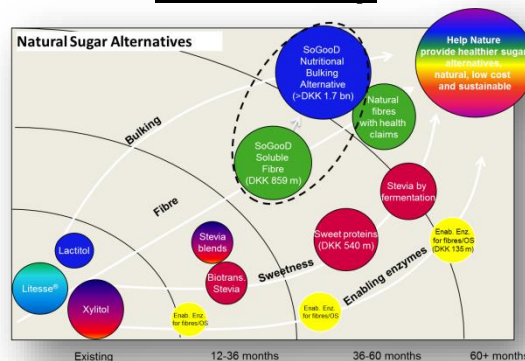 Natural Sugar Alternatives
SoGooD
Nutritional
Bulking
Alternative
(>DKK 1.7 bn)
Help Nature
provide healthier sugar
alternatives,
natural, low cost
and sustainable
Natural
fibres
with health
claims
Bulking
SoGooD
Soluble
Fibre
(DKK 859 m)
Stevia by
fermentation
Fibre
Lactitol
Stevia
blends
Sweet proteins
(DKK 540 m)
Enab. Enz.
for fibres/OS
(DKK 135 m)
Litesse®
Biotrans.
Stevia
Sweetness
Enabling enzymes
Xylitol
Enab. Enz.
for fibres/OS
Enab. Enz.
for fibres/OS
Existing
12-36 months
36-60 months
60+ months